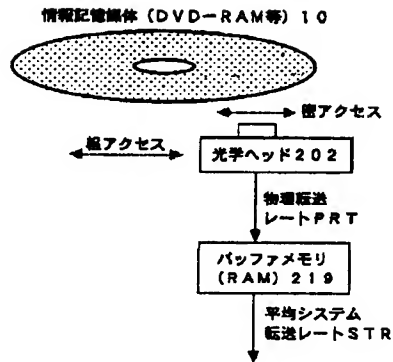 情報記憶媒体（DVD－RAM等）10
密アクセス
粗アクセス
光学ヘッド202
物理転送
レートPRT
バッファメモリ
(RAM) 219
平均システム
転送レートSTR